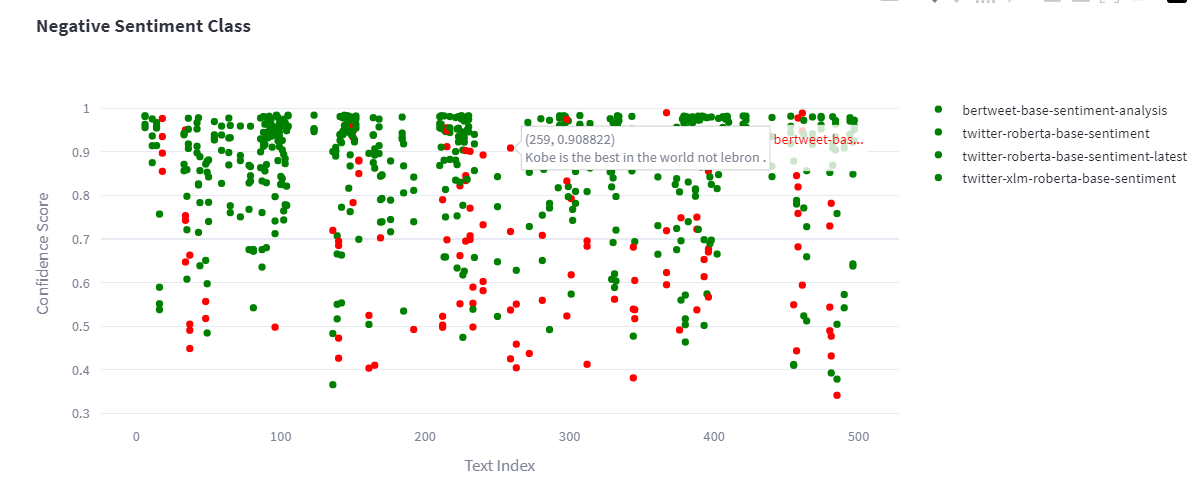 Negative Sentiment Class
1
0.9
0.8
0.7
0.6
0.5
0.4
0.3
Confidence Score
0
100
200
300
400
500
Text Index
(259, 0.908822)
Kobe is the best in the world not lebron .
bertweet-bas...
bertweet-base-sentiment-analysis
twitter-roberta-base-sentiment
twitter-roberta-base-sentiment-latest
twitter-xlm-roberta-base-sentiment